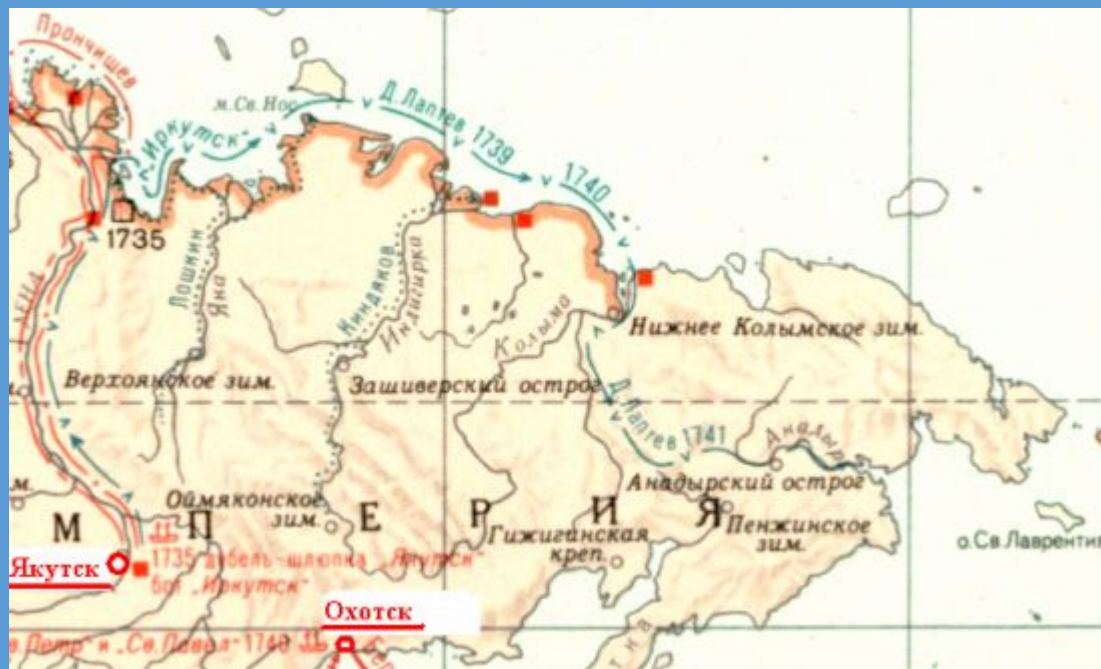 Прончищев
м.Св.Нос
"Иркутск"
Д.Лаптев 1739
1740
1735
ЛЕНА
Лошкин
Яна
Киндяков
Индигирка
Колыма
Нижнее Колымское зим.
Верхоянское зим.
Зашиверский острог
Д.Лаптев 1741
Анадырь
Анадырский острог
Оймяконское
зим.
М П Е Р И Я
Гижиганская
креп.
Пенжинское
зим.
о.Св.Лаврентия
Якутск
1735 дубель-шлюпка „Якутск"
бот „Иркутск"
Охотск
в.Петр" и „Св.Павел"1740